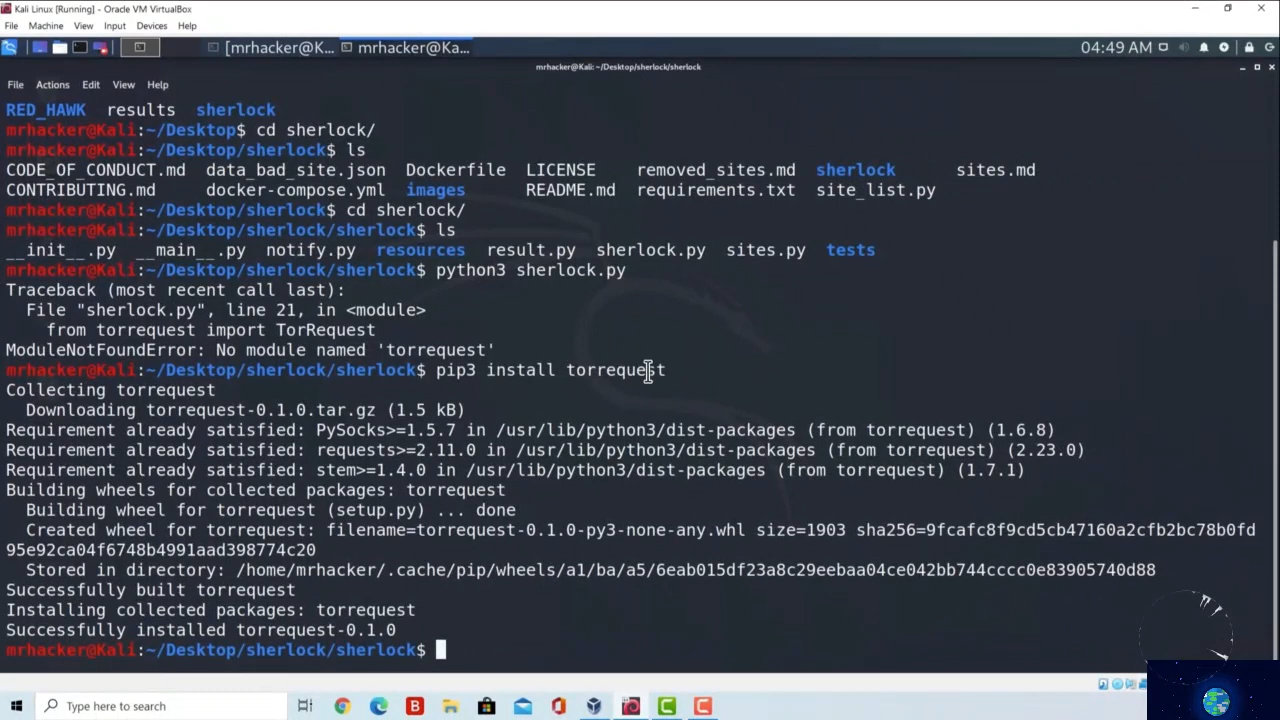 Kali Linux [Running] - Oracle VM VirtualBox
File Machine View Input Devices Help
[mrhacker@K... mrhacker@Ka... 04:49 AM
mrhacker@Kali: ~/Desktop/sherlock/sherlock
File Actions Edit View Help
RED_HAWK results sherlock
mrhacker@Kali:~/Desktop$ cd sherlock/
mrhacker@Kali:~/Desktop/sherlock$ ls
CODE_OF_CONDUCT.md data_bad_site.json Dockerfile LICENSE removed_sites.md sherlock sites.md
CONTRIBUTING.md docker-compose.yml images README.md requirements.txt site_list.py
mrhacker@Kali:~/Desktop/sherlock$ cd sherlock/
mrhacker@Kali:~/Desktop/sherlock/sherlock$ ls
__init__.py __main__.py notify.py resources result.py sherlock.py sites.py tests
mrhacker@Kali:~/Desktop/sherlock/sherlock$ python3 sherlock.py
Traceback (most recent call last):
File "sherlock.py", line 21, in <module>
from torrequest import TorRequest
ModuleNotFoundError: No module named 'torrequest'
mrhacker@Kali:~/Desktop/sherlock/sherlock$ pip3 install torrequest
Collecting torrequest
Downloading torrequest-0.1.0.tar.gz (1.5 kB)
Requirement already satisfied: PySocks>=1.5.7 in /usr/lib/python3/dist-packages (from torrequest) (1.6.8)
Requirement already satisfied: requests>=2.11.0 in /usr/lib/python3/dist-packages (from torrequest) (2.23.0)
Requirement already satisfied: stem>=1.4.0 in /usr/lib/python3/dist-packages (from torrequest) (1.7.1)
Building wheels for collected packages: torrequest
Building wheel for torrequest (setup.py) ... done
Created wheel for torrequest: filename=torrequest-0.1.0-py3-none-any.whl size=1903 sha256=9fcafc8f9cd5cb47160a2cfb2bc78b0fd
95e92ca04f6748b4991aad398774c20
Stored in directory: /home/mrhacker/.cache/pip/wheels/a1/ba/a5/6eab015df23a8c29eebaa04ce042bb744cccc0e83905740d88
Successfully built torrequest
Installing collected packages: torrequest
Successfully installed torrequest-0.1.0
mrhacker@Kali:~/Desktop/sherlock/sherlock$
Type here to search